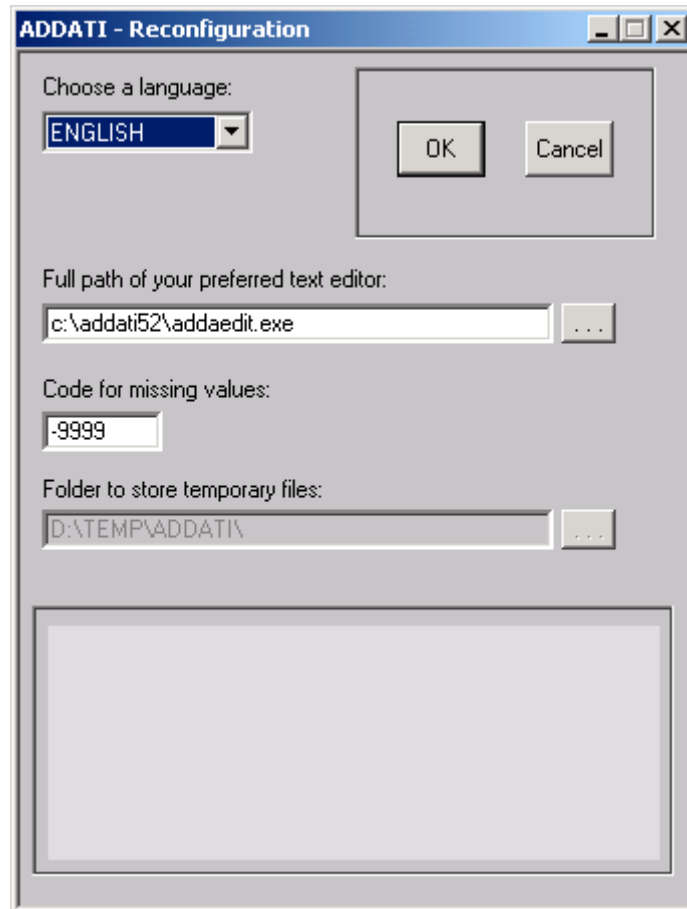 ADDATI - Reconfiguration
Choose a language:
ENGLISH
OK
Cancel
Full path of your preferred text editor:
c:\addati52\addaedit.exe
...
Code for missing values:
-9999
Folder to store temporary files:
D:\TEMP\ADDATI\
...